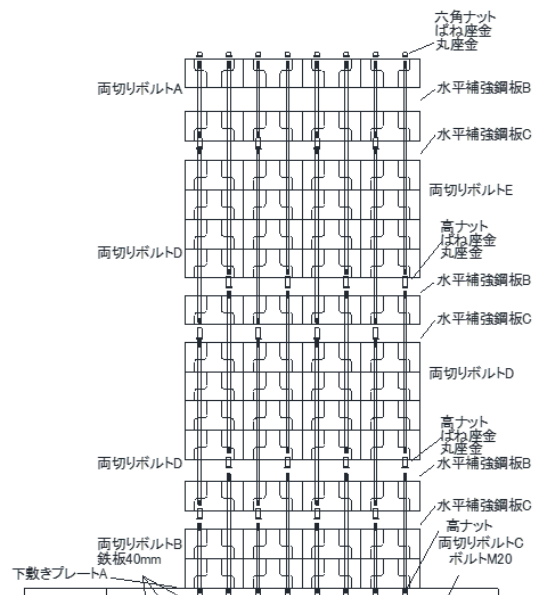 六角ナット
ばね座金
丸座金
両切りボルトA
水平補強鋼板B
水平補強鋼板C
両切りボルトE
高ナット
ばね座金
丸座金
両切りボルトD
水平補強鋼板B
水平補強鋼板C
両切りボルトD
高ナット
ばね座金
丸座金
両切りボルトD
水平補強鋼板B
水平補強鋼板C
高ナット
両切りボルトB
両切りボルトC
鉄板40mm
ボルトM20
下敷きプレートA